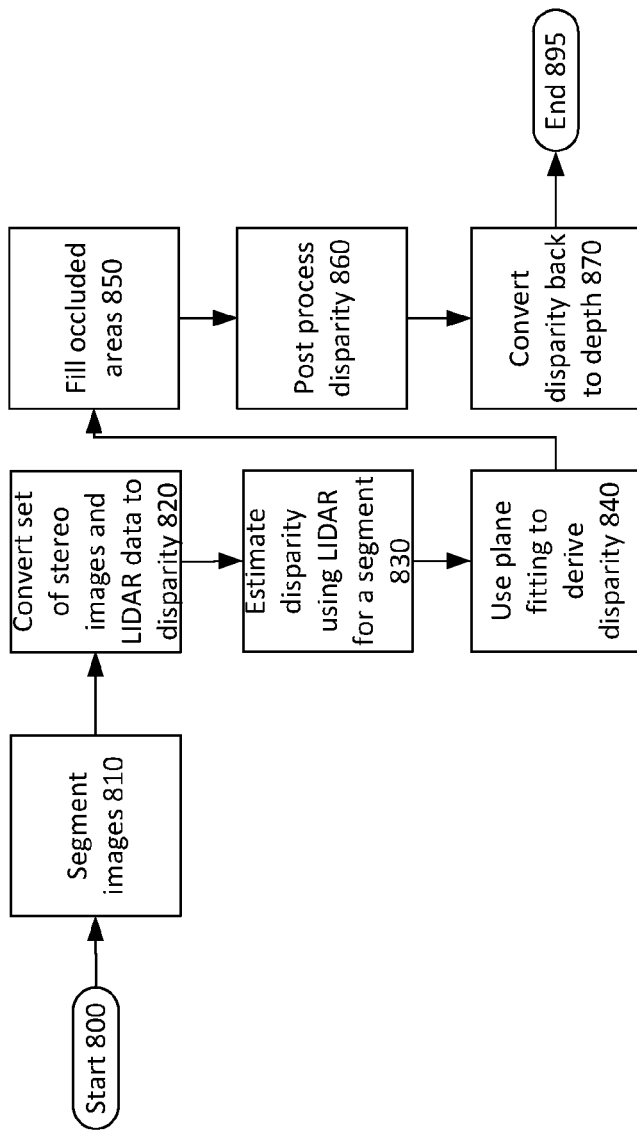 Start 800
Segment
images 810
Convert set
of stereo
images and
LIDAR data to
disparity 820
Estimate
disparity
using LIDAR
for a segment
830
Use plane
fitting to
derive
disparity 840
Fill occluded
areas 850
Post process
disparity 860
Convert
disparity back
to depth 870
End 895